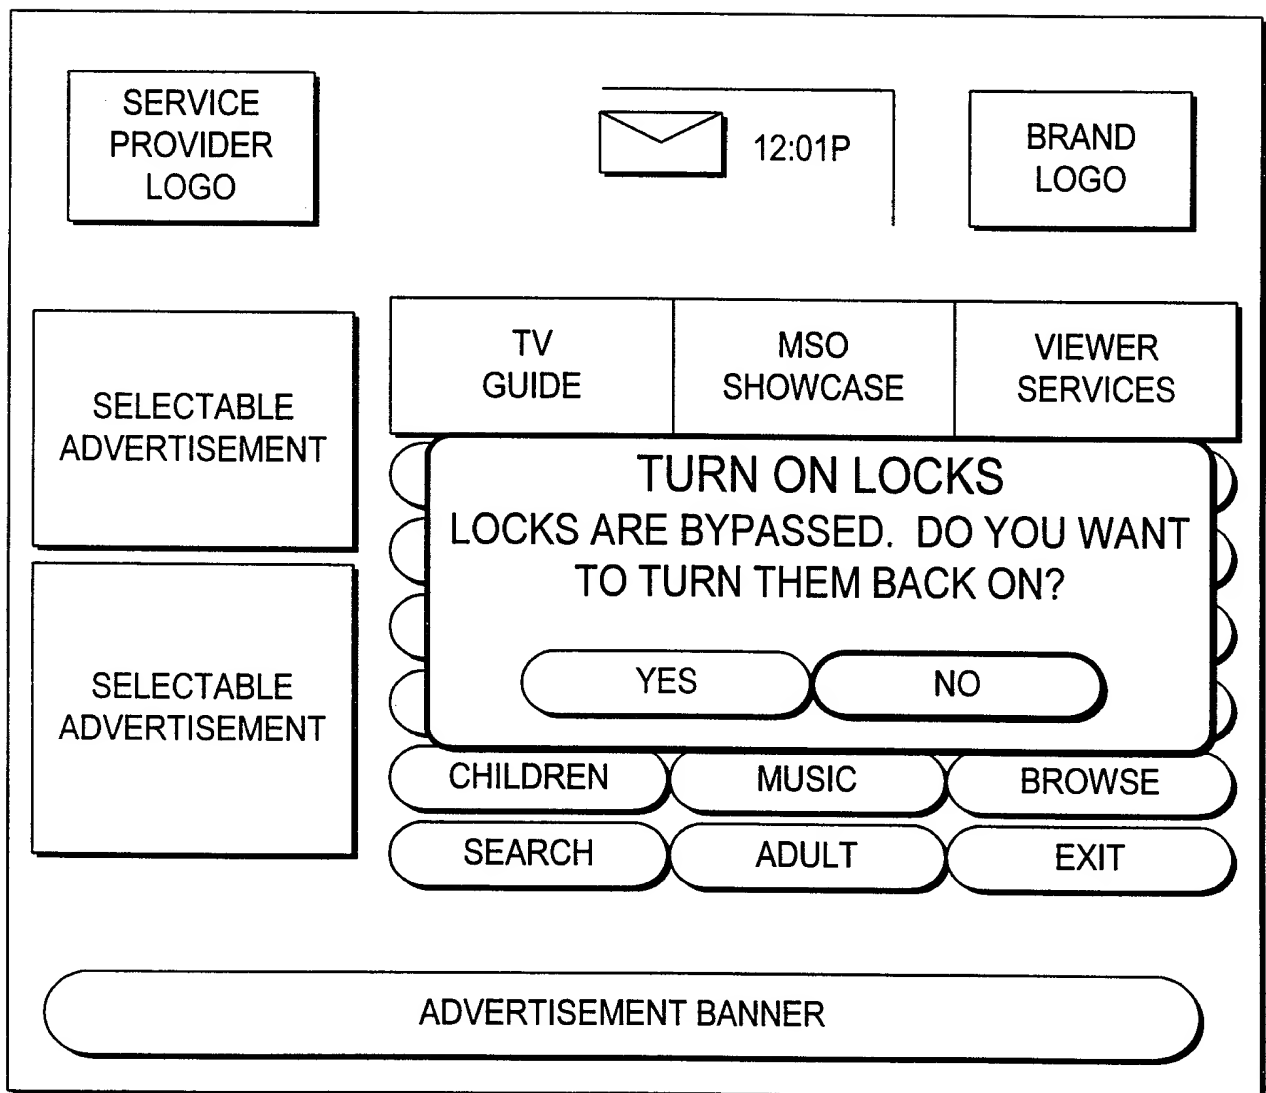 SERVICE
PROVIDER
LOGO
12:01P
BRAND
LOGO
SELECTABLE
ADVERTISEMENT
TV
GUIDE
MSO
SHOWCASE
VIEWER
SERVICES
TURN ON LOCKS
LOCKS ARE BYPASSED. DO YOU WANT
TO TURN THEM BACK ON?
YES NO
SELECTABLE
ADVERTISEMENT
CHILDREN MUSIC BROWSE
SEARCH ADULT EXIT
ADVERTISEMENT BANNER